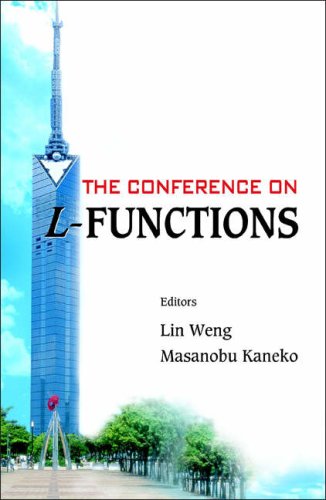 THE CONFERENCE ON
L-FUNCTIONS
Editors
Lin Weng
Masanobu Kaneko